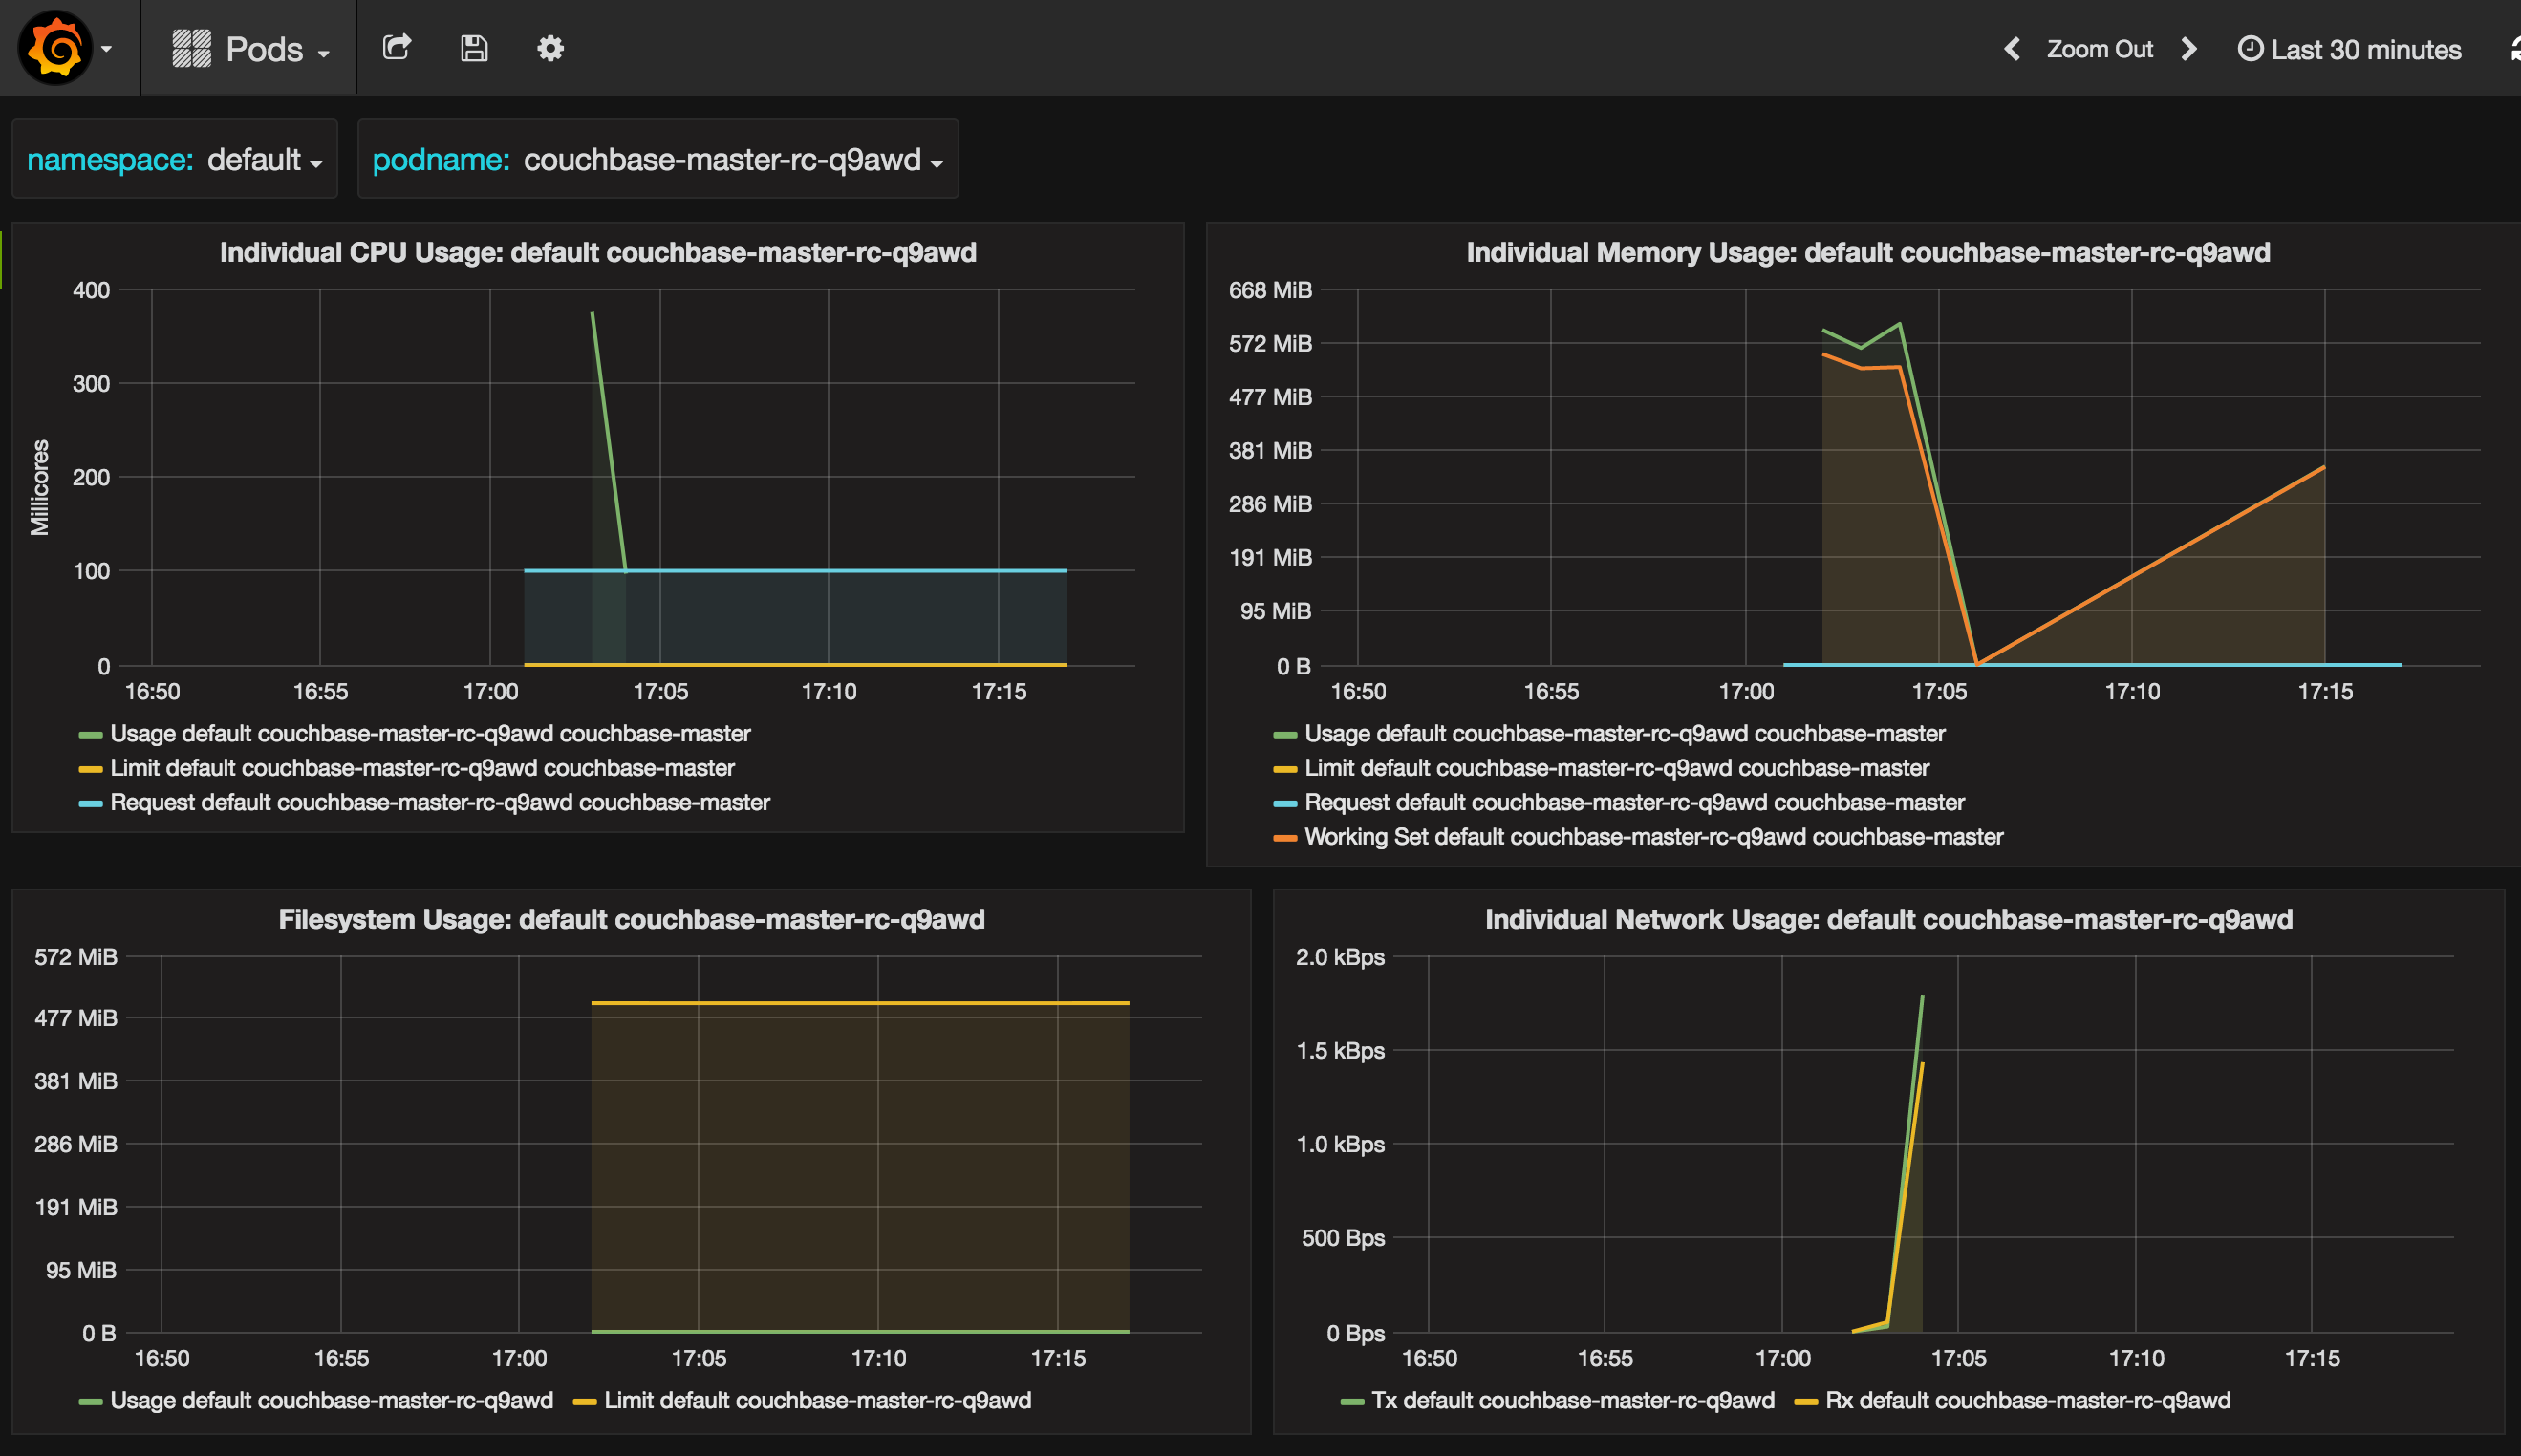 Pods
Zoom Out
Last 30 minutes
namespace: default
podname: couchbase-master-rc-q9awd
Individual CPU Usage: default couchbase-master-rc-q9awd
400
300
200
100
0
Millicores
16:50 16:55 17:00 17:05 17:10 17:15
Usage default couchbase-master-rc-q9awd couchbase-master
Limit default couchbase-master-rc-q9awd couchbase-master
Request default couchbase-master-rc-q9awd couchbase-master
Individual Memory Usage: default couchbase-master-rc-q9awd
668 MiB
572 MiB
477 MiB
381 MiB
286 MiB
191 MiB
95 MiB
0 B
16:50 16:55 17:00 17:05 17:10 17:15
Usage default couchbase-master-rc-q9awd couchbase-master
Limit default couchbase-master-rc-q9awd couchbase-master
Request default couchbase-master-rc-q9awd couchbase-master
Working Set default couchbase-master-rc-q9awd couchbase-master
Filesystem Usage: default couchbase-master-rc-q9awd
572 MiB
477 MiB
381 MiB
286 MiB
191 MiB
95 MiB
0 B
16:50 16:55 17:00 17:05 17:10 17:15
Usage default couchbase-master-rc-q9awd Limit default couchbase-master-rc-q9awd
Individual Network Usage: default couchbase-master-rc-q9awd
2.0 kBps
1.5 kBps
1.0 kBps
500 Bps
0 Bps
16:50 16:55 17:00 17:05 17:10 17:15
Tx default couchbase-master-rc-q9awd Rx default couchbase-master-rc-q9awd